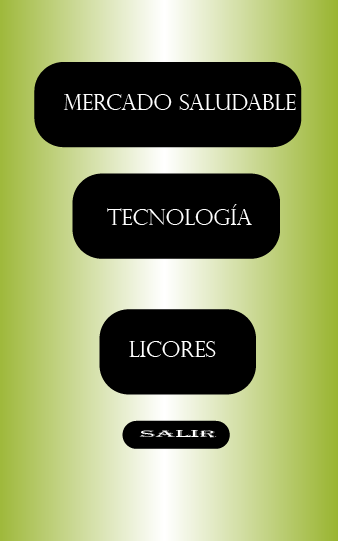 MERCADO SALUDABLE
TECNOLOGÍA
LICORES
SALIR